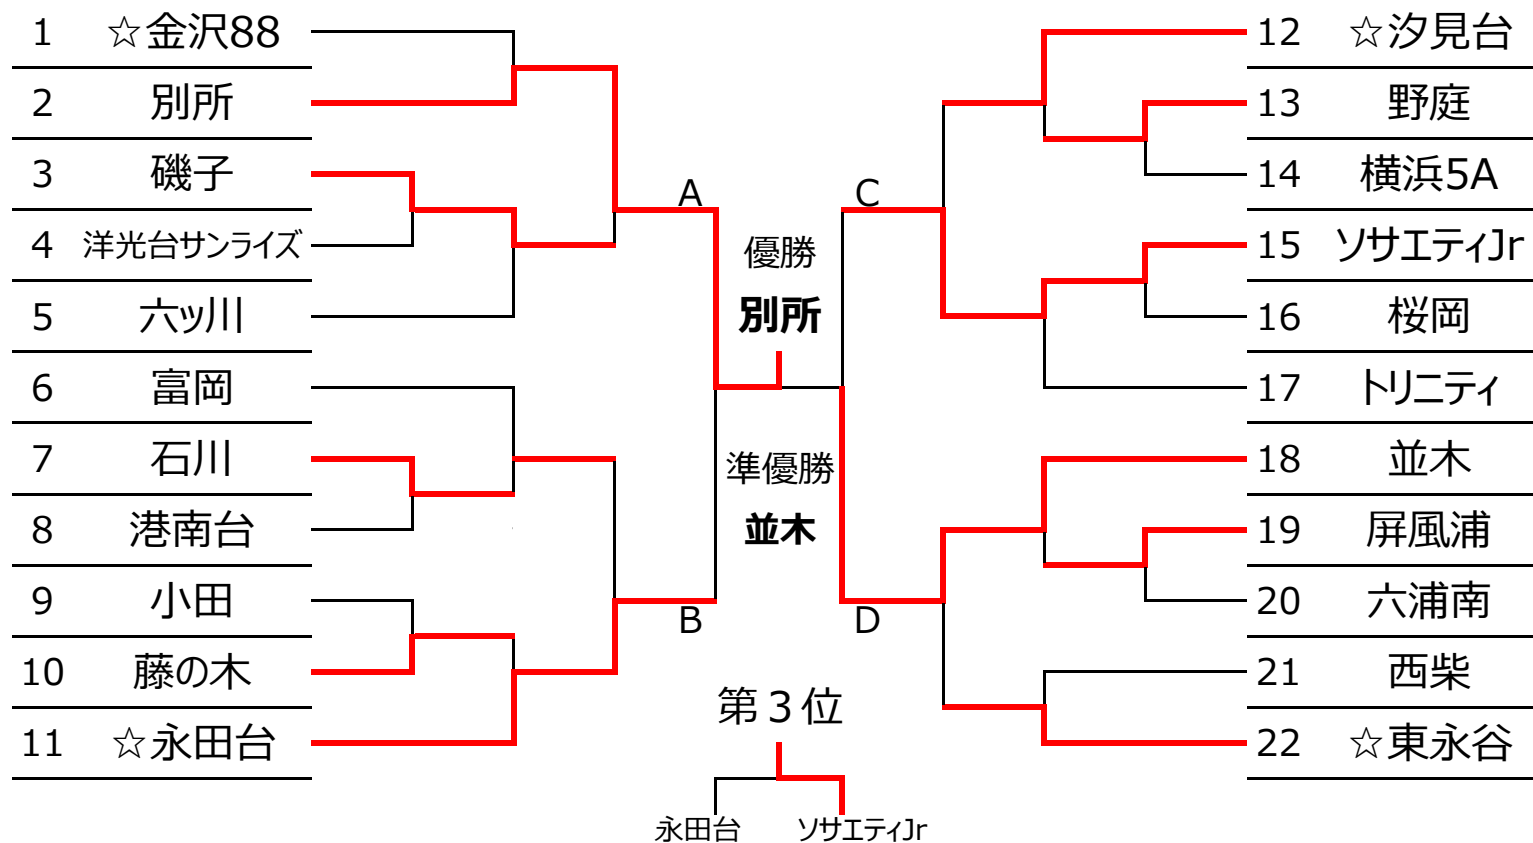 1 ☆金沢88
2 別所
3 磯子
4 洋光台サンライズ
5 六ッ川
6 富岡
7 石川
8 港南台
9 小田
10 藤の木
11 ☆永田台
A
B
優勝
別所
準優勝
並木
C
D
第３位
永田台 ソサエティJr
12 ☆汐見台
13 野庭
14 横浜5A
15 ソサエティJr
16 桜岡
17 トリニティ
18 並木
19 屏風浦
20 六浦南
21 西柴
22 ☆東永谷